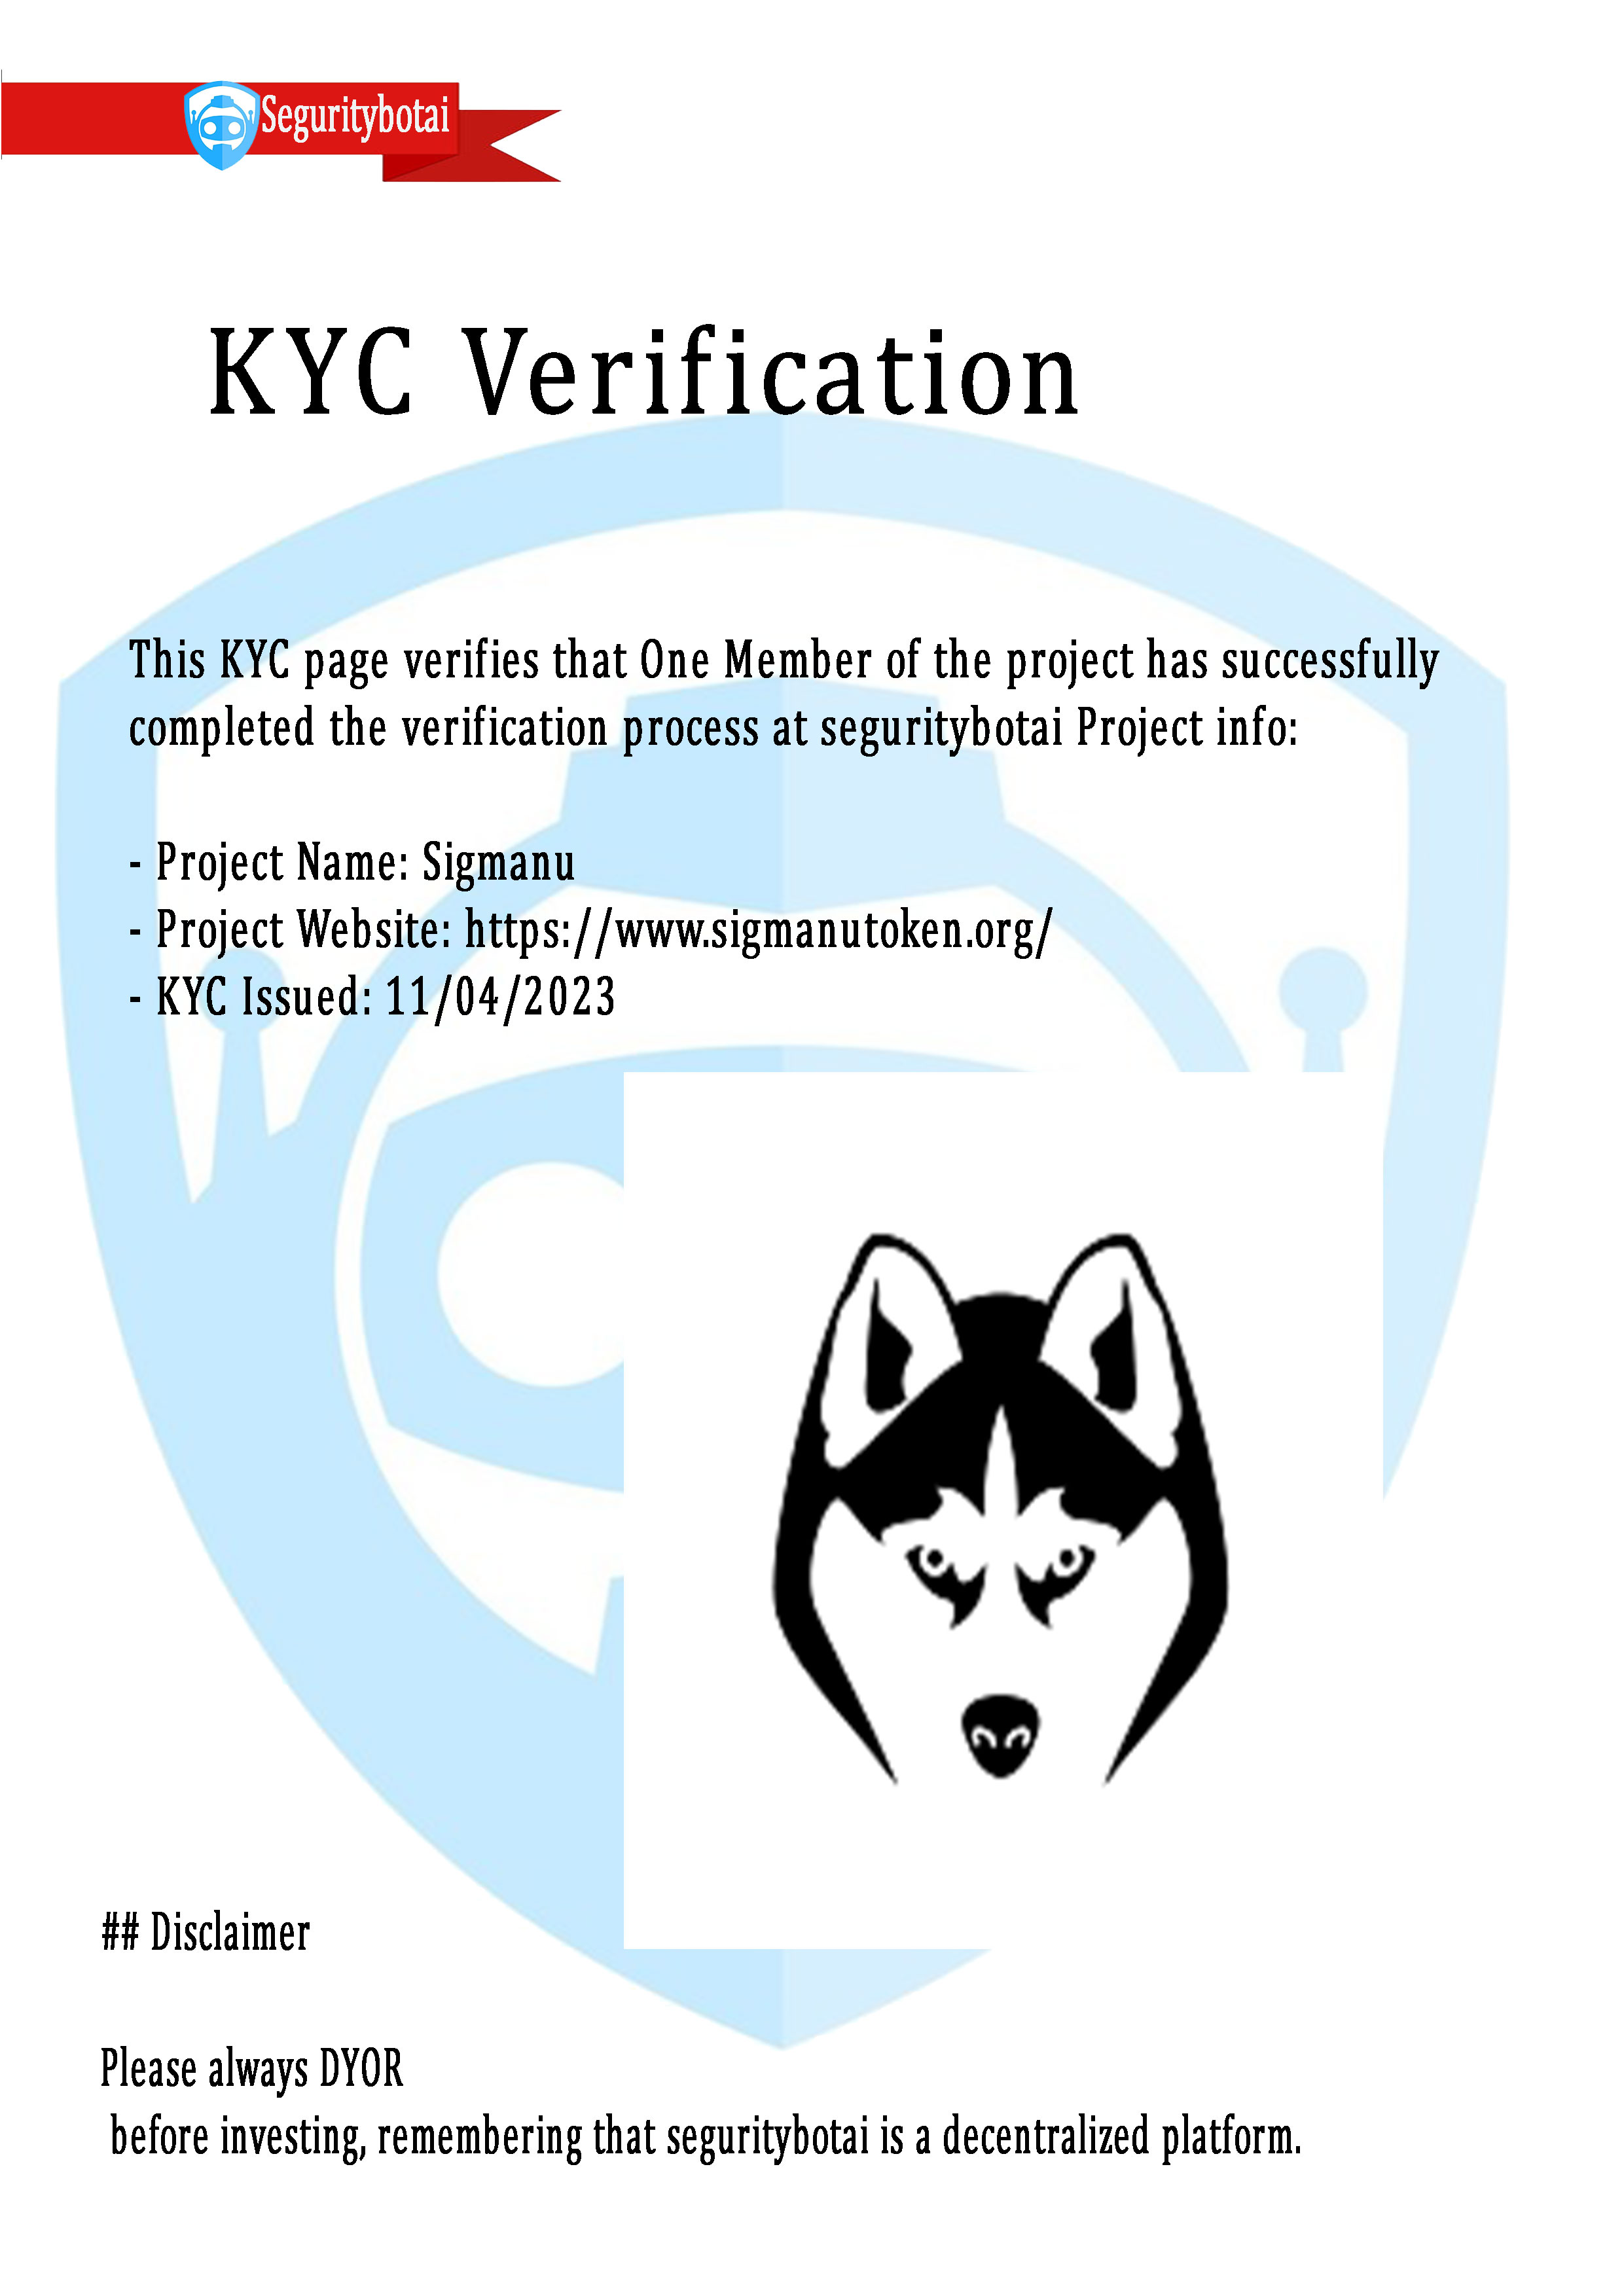 Seguritybotai
KYC Verification
This KYC page verifies that One Member of the project has successfully
completed the verification process at seguritybotai Project info:
- Project Name: Sigmanu
- Project Website: https://www.sigmanutoken.org/
- KYC Issued: 11/04/2023
## Disclaimer
Please always DYOR
before investing, remembering that seguritybotai is a decentralized platform.